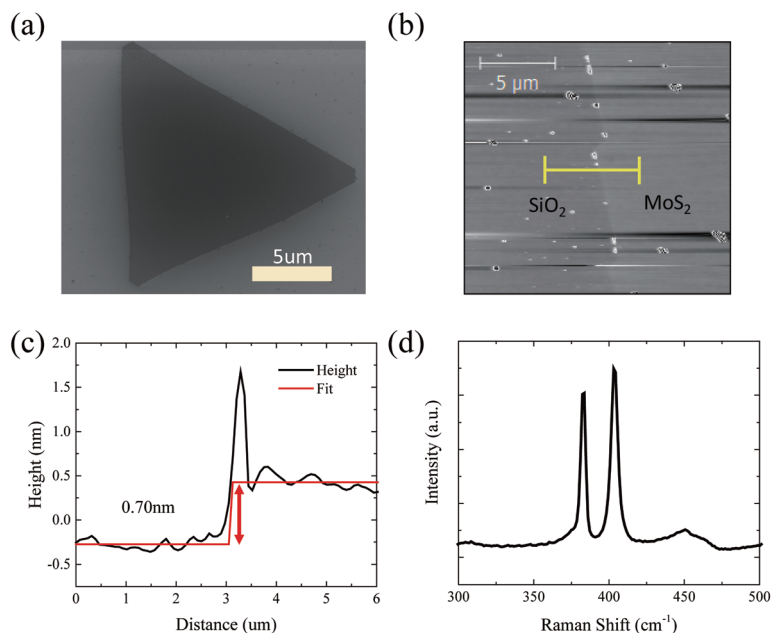 (a)
5um
(b)
5 μm
SiO₂
MoS₂
(c)
2.0
1.5
1.0
0.5
0.0
-0.5
Height (nm)
Height
Fit
0.70nm
0 1 2 3 4 5 6
Distance (um)
(d)
Intensity (a.u.)
300 350 400 450 500
Raman Shift (cm⁻¹)